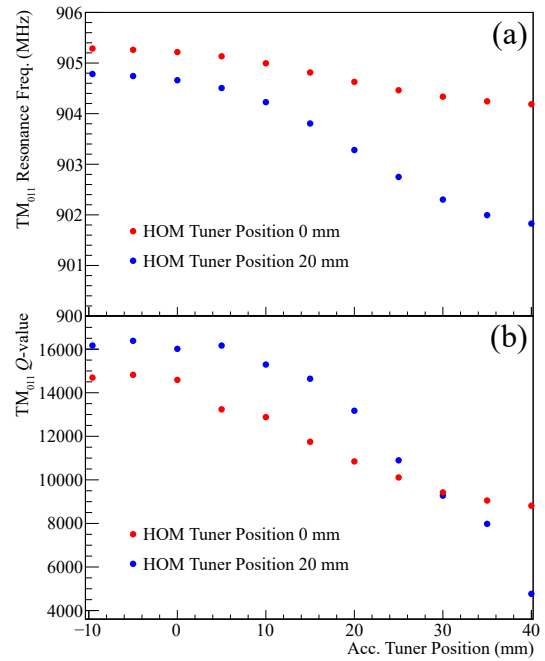 (a)
TM₀₁₁ Resonance Freq. (MHz)
906
905
904
903
902
901
900
HOM Tuner Position 0 mm
HOM Tuner Position 20 mm
(b)
TM₀₁₁ Q-value
16000
14000
12000
10000
8000
6000
4000
HOM Tuner Position 0 mm
HOM Tuner Position 20 mm
−10 0 10 20 30 40
Acc. Tuner Position (mm)